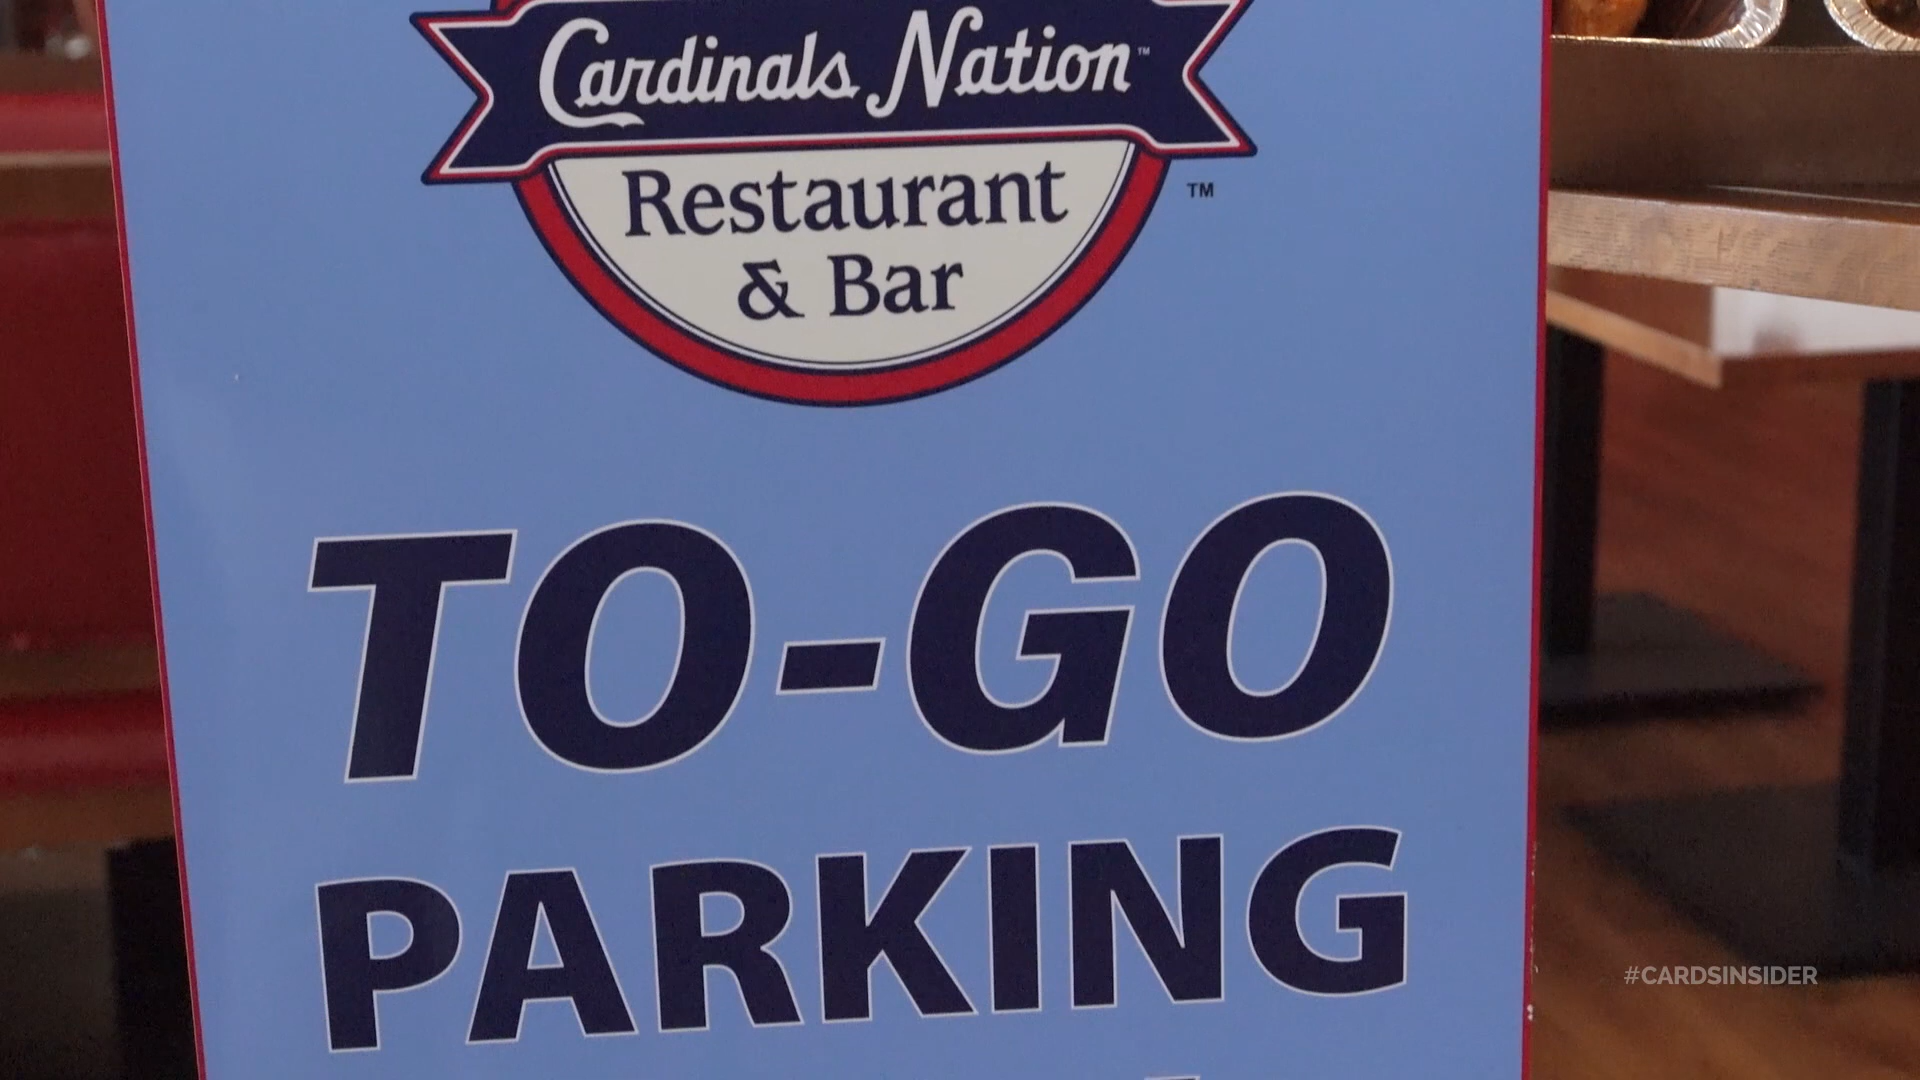 Cardinals Nation™
Restaurant
& Bar
™
TO-GO
PARKING
#CARDSINSIDER